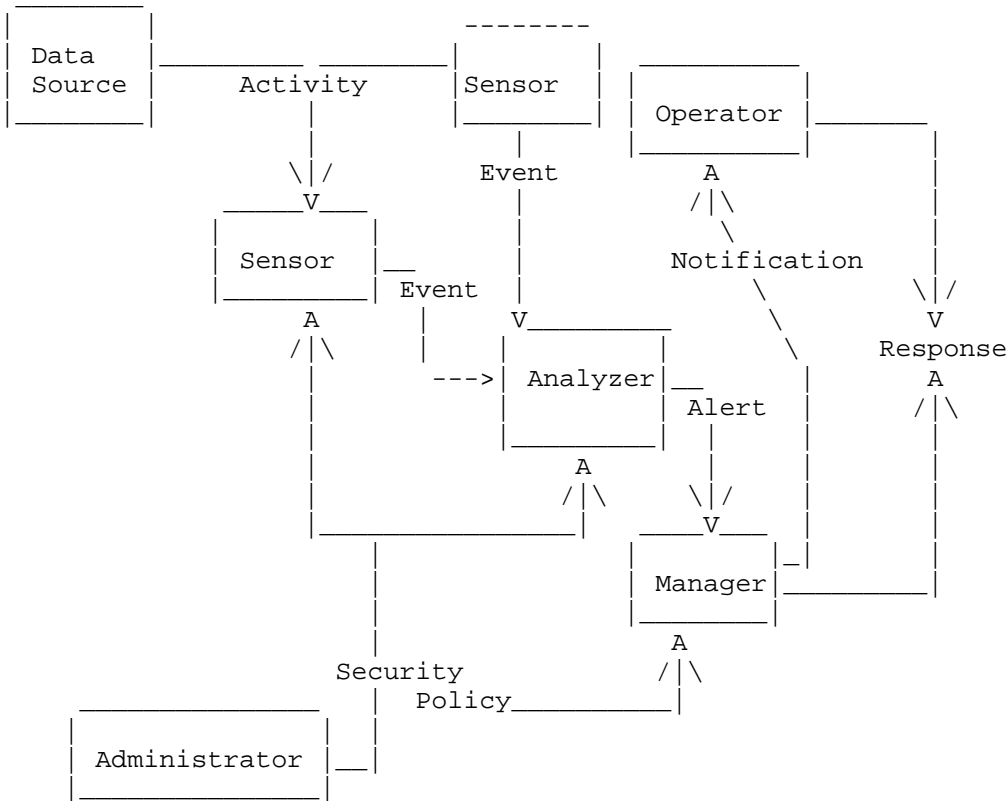 Data
Source
Activity
Sensor
Operator
Event
Sensor
Notification
Event
Response
Analyzer
Alert
Manager
Security
Policy
Administrator